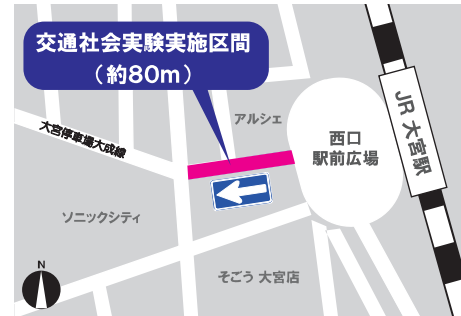 交通社会実験実施区間
（約80m）
アルシェ
大宮停車場大成線
西口
駅前広場
JR 大宮駅
ソニックシティ
そごう 大宮店
N